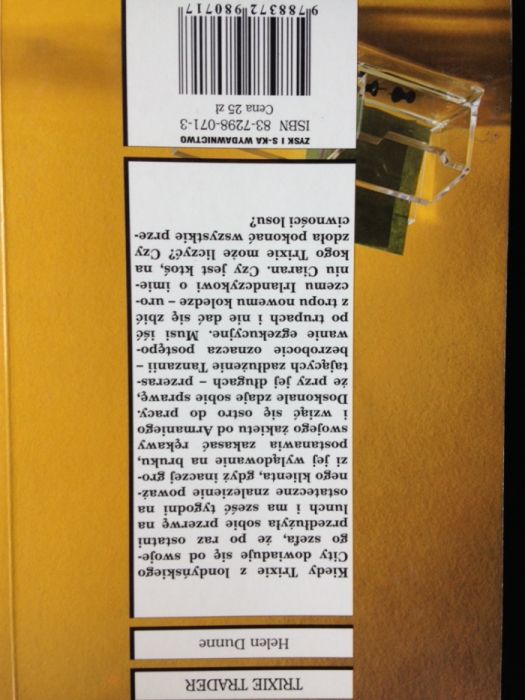 TRIXIE TRADER
Helen Dunne
Kiedy Trixie z londyńskiego
City dowiaduje się od swoje-
go szefa, że po raz ostatni
przedłużyła sobie przerwę na
lunch i ma sześć tygodni na
ostateczne znalezienie poważ-
nego klienta, gdyż inaczej gro-
zi jej wylądowanie na bruku,
postanawia zakasać rękawy
swojego żakietu od Armaniego
i wziąć się ostro do pracy.
Doskonale zdaje sobie sprawę,
że przy jej długach – przeras-
tających zadłużenie Tanzanii –
bezrobocie oznacza postępo-
wanie egzekucyjne. Musi iść
po trupach i nie dać się zbić
z tropu nowemu koledze – uro-
czemu Irlandczykowi o imie-
niu Ciaran. Czy jest ktoś, na
kogo Trixie może liczyć? Czy
zdoła pokonać wszystkie prze-
ciwności losu?
ZYSK I S-KA WYDAWNICTWO
ISBN 83-7298-071-3
Cena 25 zł
9 788372 980717